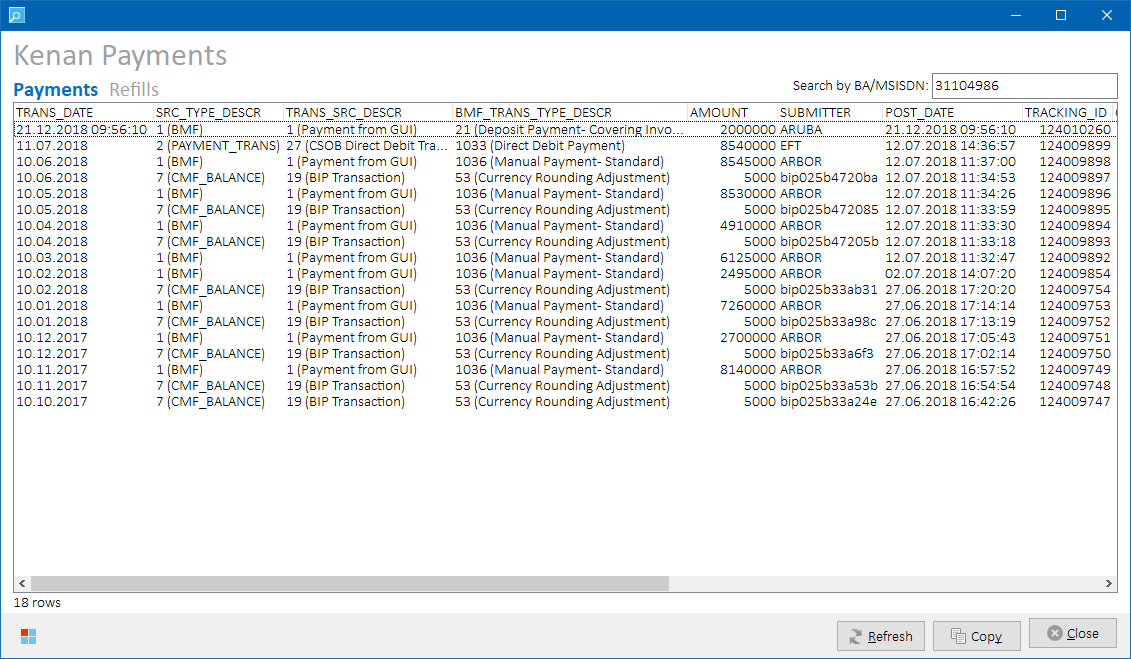 Kenan Payments
Payments Refills
Search by BA/MSISDN: 31104986
TRANS_DATE SRC_TYPE_DESCR TRANS_SRC_DESCR BMF_TRANS_TYPE_DESCR AMOUNT SUBMITTER POST_DATE TRACKING_ID
21.12.2018 09:56:10 1 (BMF) 1 (Payment from GUI) 21 (Deposit Payment- Covering Invo... 2000000 ARUBA 21.12.2018 09:56:10 124010260
11.07.2018 2 (PAYMENT_TRANS) 27 (CSOB Direct Debit Tra... 1033 (Direct Debit Payment) 8540000 EFT 12.07.2018 14:36:57 124009899
10.06.2018 1 (BMF) 1 (Payment from GUI) 1036 (Manual Payment- Standard) 8545000 ARBOR 12.07.2018 11:37:00 124009898
10.06.2018 7 (CMF_BALANCE) 19 (BIP Transaction) 53 (Currency Rounding Adjustment) 5000 bip025b4720ba 12.07.2018 11:34:53 124009897
10.05.2018 1 (BMF) 1 (Payment from GUI) 1036 (Manual Payment- Standard) 8530000 ARBOR 12.07.2018 11:34:26 124009896
10.05.2018 7 (CMF_BALANCE) 19 (BIP Transaction) 53 (Currency Rounding Adjustment) 5000 bip025b472085 12.07.2018 11:33:59 124009895
10.04.2018 1 (BMF) 1 (Payment from GUI) 1036 (Manual Payment- Standard) 4910000 ARBOR 12.07.2018 11:33:30 124009894
10.04.2018 7 (CMF_BALANCE) 19 (BIP Transaction) 53 (Currency Rounding Adjustment) 5000 bip025b47205b 12.07.2018 11:33:18 124009893
10.03.2018 1 (BMF) 1 (Payment from GUI) 1036 (Manual Payment- Standard) 6125000 ARBOR 12.07.2018 11:32:47 124009892
10.02.2018 1 (BMF) 1 (Payment from GUI) 1036 (Manual Payment- Standard) 2495000 ARBOR 02.07.2018 14:07:20 124009854
10.02.2018 7 (CMF_BALANCE) 19 (BIP Transaction) 53 (Currency Rounding Adjustment) 5000 bip025b33ab31 27.06.2018 17:20:20 124009754
10.01.2018 1 (BMF) 1 (Payment from GUI) 1036 (Manual Payment- Standard) 7260000 ARBOR 27.06.2018 17:14:14 124009753
10.01.2018 7 (CMF_BALANCE) 19 (BIP Transaction) 53 (Currency Rounding Adjustment) 5000 bip025b33a98c 27.06.2018 17:13:19 124009752
10.12.2017 1 (BMF) 1 (Payment from GUI) 1036 (Manual Payment- Standard) 2700000 ARBOR 27.06.2018 17:05:43 124009751
10.12.2017 7 (CMF_BALANCE) 19 (BIP Transaction) 53 (Currency Rounding Adjustment) 5000 bip025b33a6f3 27.06.2018 17:02:14 124009750
10.11.2017 1 (BMF) 1 (Payment from GUI) 1036 (Manual Payment- Standard) 8140000 ARBOR 27.06.2018 16:57:52 124009749
10.11.2017 7 (CMF_BALANCE) 19 (BIP Transaction) 53 (Currency Rounding Adjustment) 5000 bip025b33a53b 27.06.2018 16:54:54 124009748
10.10.2017 7 (CMF_BALANCE) 19 (BIP Transaction) 53 (Currency Rounding Adjustment) 5000 bip025b33a24e 27.06.2018 16:42:26 124009747
18 rows
Refresh Copy Close